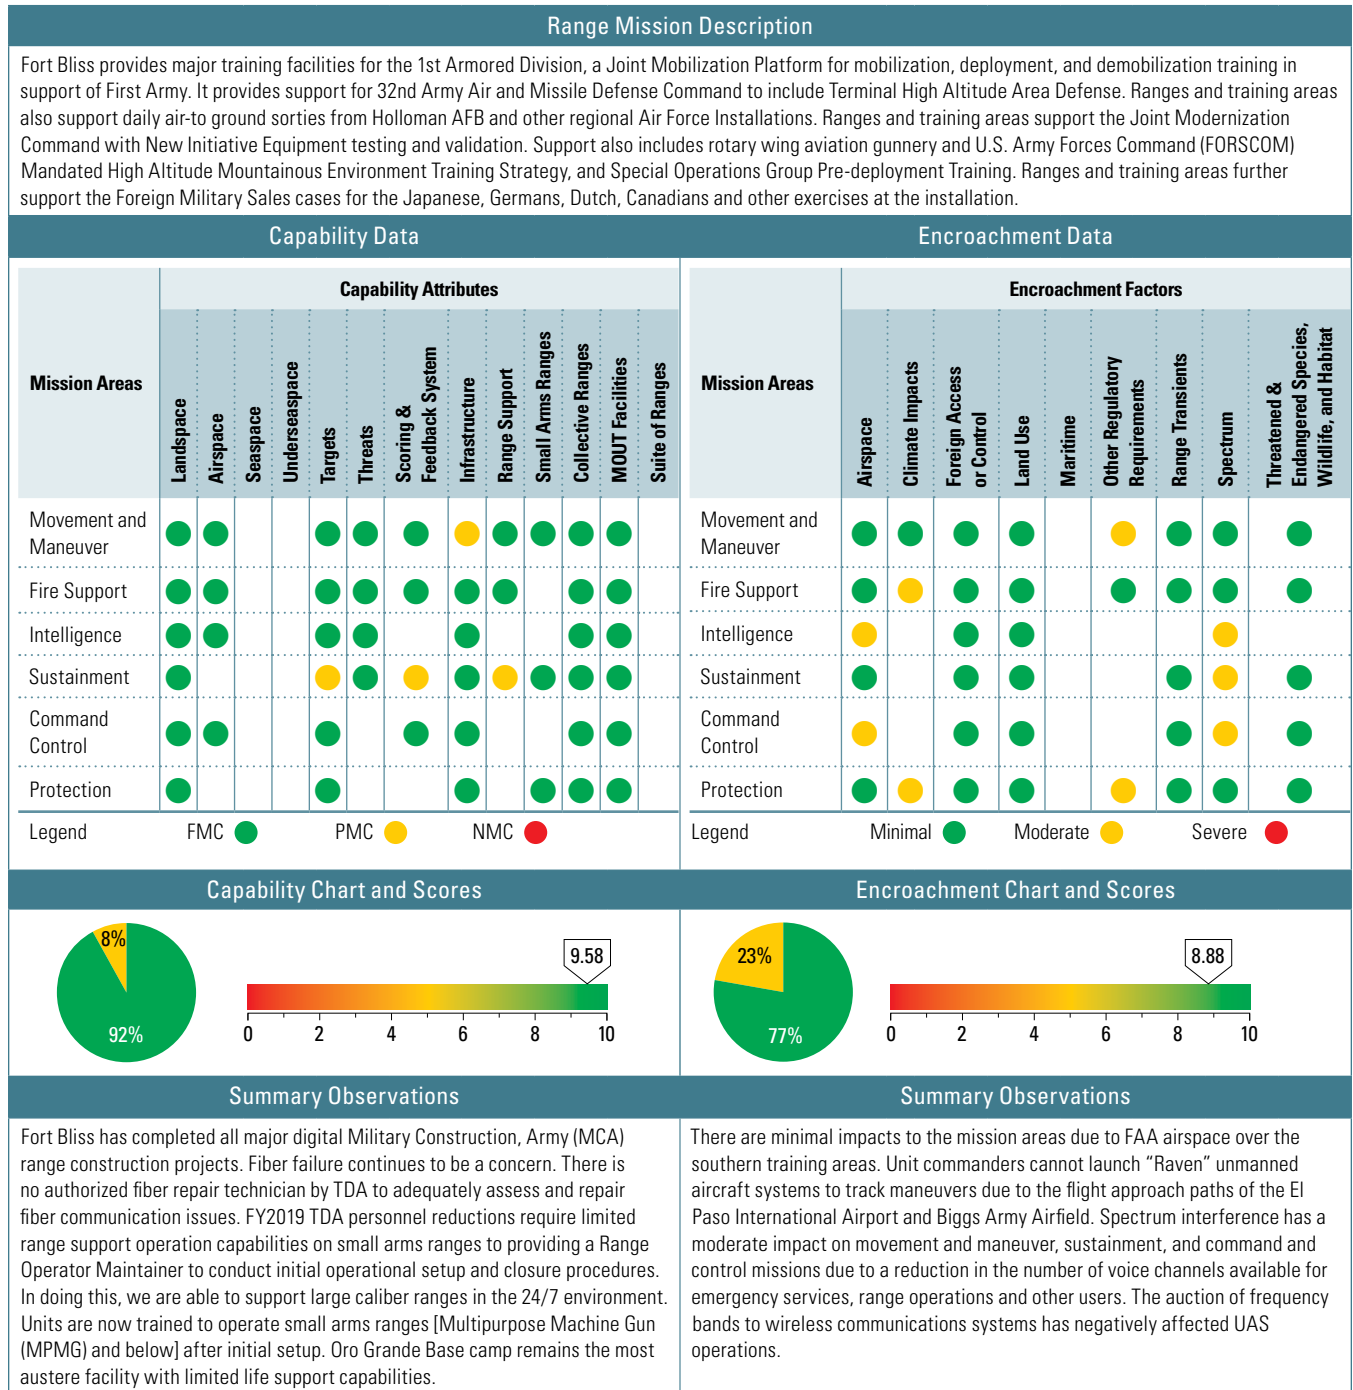 Range Mission Description
Fort Bliss provides major training facilities for the 1st Armored Division, a Joint Mobilization Platform for mobilization, deployment, and demobilization training in
support of First Army. It provides support for 32nd Army Air and Missile Defense Command to include Terminal High Altitude Area Defense. Ranges and training areas
also support daily air-to ground sorties from Holloman AFB and other regional Air Force Installations. Ranges and training areas support the Joint Modernization
Command with New Initiative Equipment testing and validation. Support also includes rotary wing aviation gunnery and U.S. Army Forces Command (FORSCOM)
Mandated High Altitude Mountainous Environment Training Strategy, and Special Operations Group Pre-deployment Training. Ranges and training areas further
support the Foreign Military Sales cases for the Japanese, Germans, Dutch, Canadians and other exercises at the installation.
Capability Data
Mission Areas
Capability Attributes
Landspace
Airspace
Seaspace
Underseaspace
Targets
Threats
Scoring &
Feedback System
Infrastructure
Range Support
Small Arms Ranges
Collective Ranges
MOUT Facilities
Suite of Ranges
Movement and
Maneuver
Fire Support
Intelligence
Sustainment
Command
Control
Protection
Legend FMC PMC NMC
Encroachment Data
Mission Areas
Encroachment Factors
Airspace
Climate Impacts
Foreign Access
or Control
Land Use
Maritime
Other Regulatory
Requirements
Range Transients
Spectrum
Threatened &
Endangered Species,
Wildlife, and Habitat
Movement and
Maneuver
Fire Support
Intelligence
Sustainment
Command
Control
Protection
Legend Minimal Moderate Severe
Capability Chart and Scores
8%
92%
9.58
0 2 4 6 8 10
Encroachment Chart and Scores
23%
77%
8.88
0 2 4 6 8 10
Summary Observations
Fort Bliss has completed all major digital Military Construction, Army (MCA)
range construction projects. Fiber failure continues to be a concern. There is
no authorized fiber repair technician by TDA to adequately assess and repair
fiber communication issues. FY2019 TDA personnel reductions require limited
range support operation capabilities on small arms ranges to providing a Range
Operator Maintainer to conduct initial operational setup and closure procedures.
In doing this, we are able to support large caliber ranges in the 24/7 environment.
Units are now trained to operate small arms ranges [Multipurpose Machine Gun
(MPMG) and below] after initial setup. Oro Grande Base camp remains the most
austere facility with limited life support capabilities.
Summary Observations
There are minimal impacts to the mission areas due to FAA airspace over the
southern training areas. Unit commanders cannot launch “Raven” unmanned
aircraft systems to track maneuvers due to the flight approach paths of the El
Paso International Airport and Biggs Army Airfield. Spectrum interference has a
moderate impact on movement and maneuver, sustainment, and command and
control missions due to a reduction in the number of voice channels available for
emergency services, range operations and other users. The auction of frequency
bands to wireless communications systems has negatively affected UAS
operations.